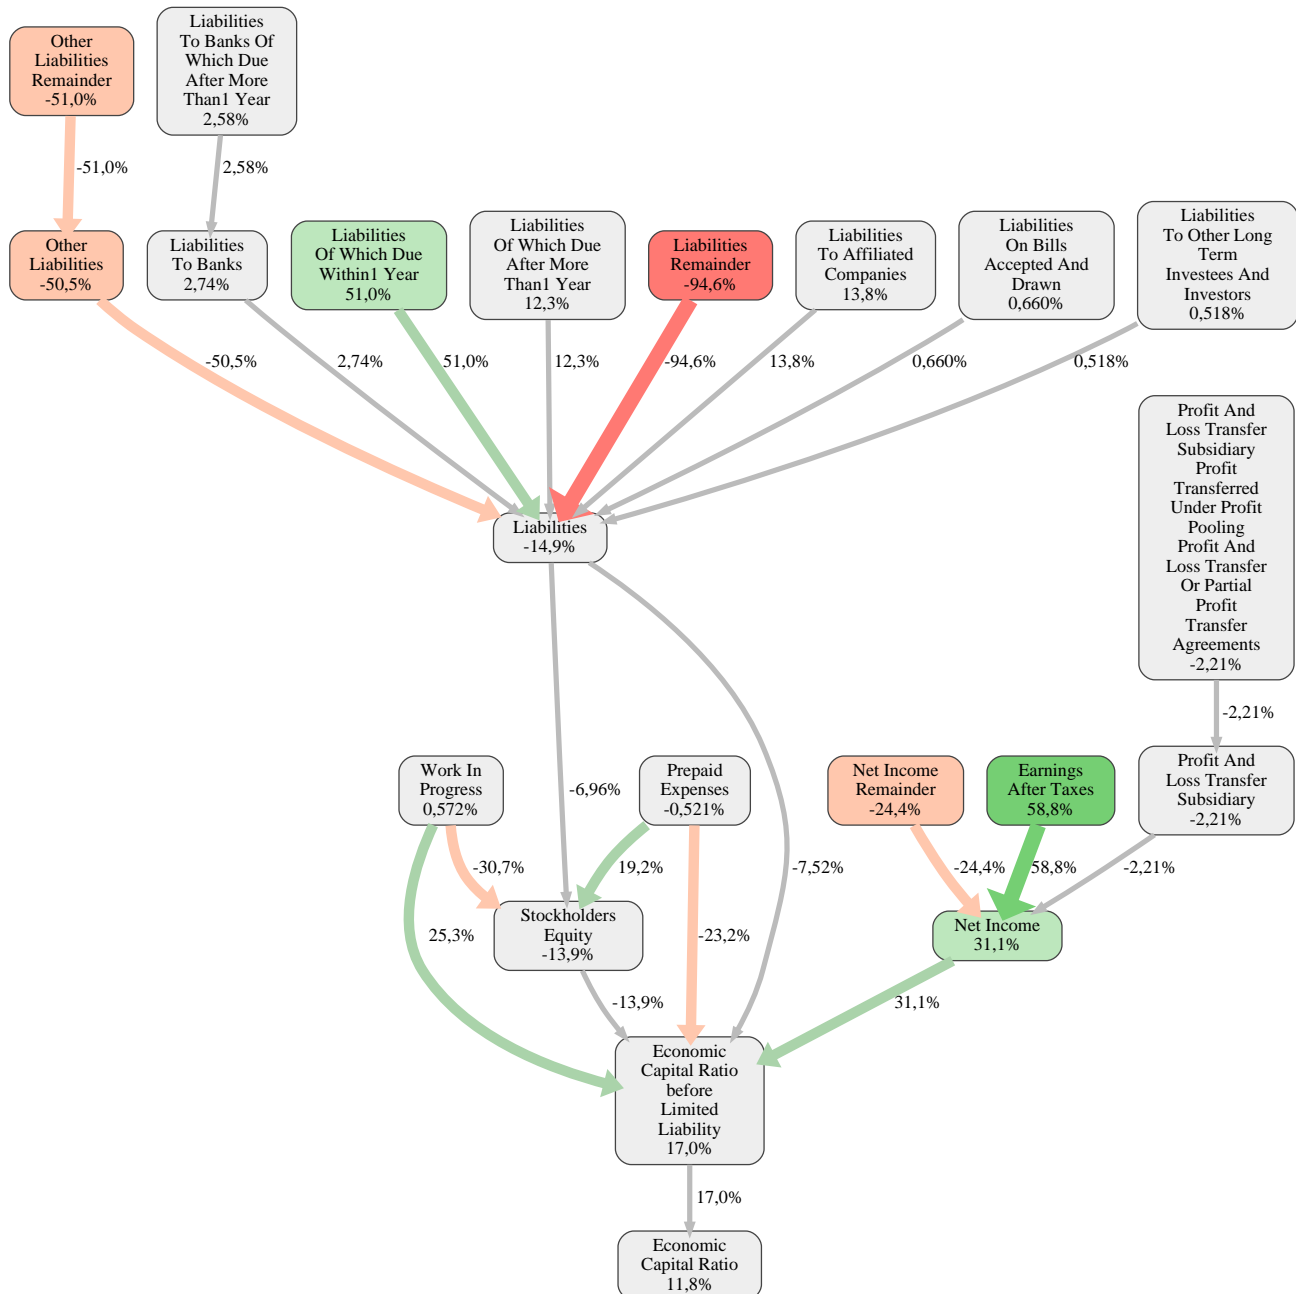 Other
Liabilities
Remainder
-51,0%
Liabilities
To Banks Of
Which Due
After More
Than1 Year
2,58%
-51,0%
2,58%
Other
Liabilities
-50,5%
Liabilities
To Banks
2,74%
Liabilities
Of Which Due
Within1 Year
51,0%
Liabilities
Of Which Due
After More
Than1 Year
12,3%
Liabilities
Remainder
-94,6%
Liabilities
To Affiliated
Companies
13,8%
Liabilities
On Bills
Accepted And
Drawn
0,660%
Liabilities
To Other Long
Term
Investees And
Investors
0,518%
-50,5%
2,74%
51,0%
12,3%
-94,6%
13,8%
0,660%
0,518%
Profit And
Loss Transfer
Subsidiary
Profit
Transferred
Under Profit
Pooling
Profit And
Loss Transfer
Or Partial
Profit
Transfer
Agreements
-2,21%
Liabilities
-14,9%
-2,21%
Work In
Progress
0,572%
Prepaid
Expenses
-0,521%
Net Income
Remainder
-24,4%
Earnings
After Taxes
58,8%
Profit And
Loss Transfer
Subsidiary
-2,21%
-6,96%
-30,7%
19,2%
-7,52%
-24,4%
58,8%
-2,21%
Stockholders
Equity
-13,9%
Net Income
31,1%
25,3%
-23,2%
-13,9%
31,1%
Economic
Capital Ratio
before
Limited
Liability
17,0%
17,0%
Economic
Capital Ratio
11,8%